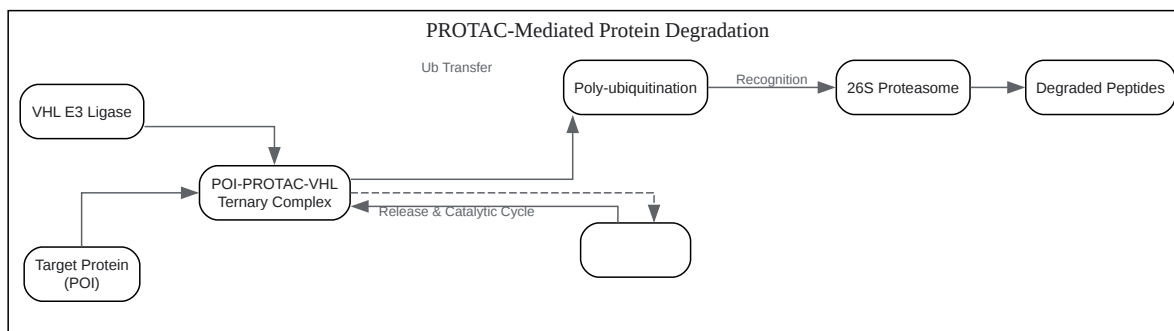 PROTAC-Mediated Protein Degradation
Ub Transfer
Poly-ubiquitination
Recognition
26S Proteasome
Degraded Peptides
VHL E3 Ligase
POI-PROTAC-VHL
Ternary Complex
Release & Catalytic Cycle
Target Protein
(POI)